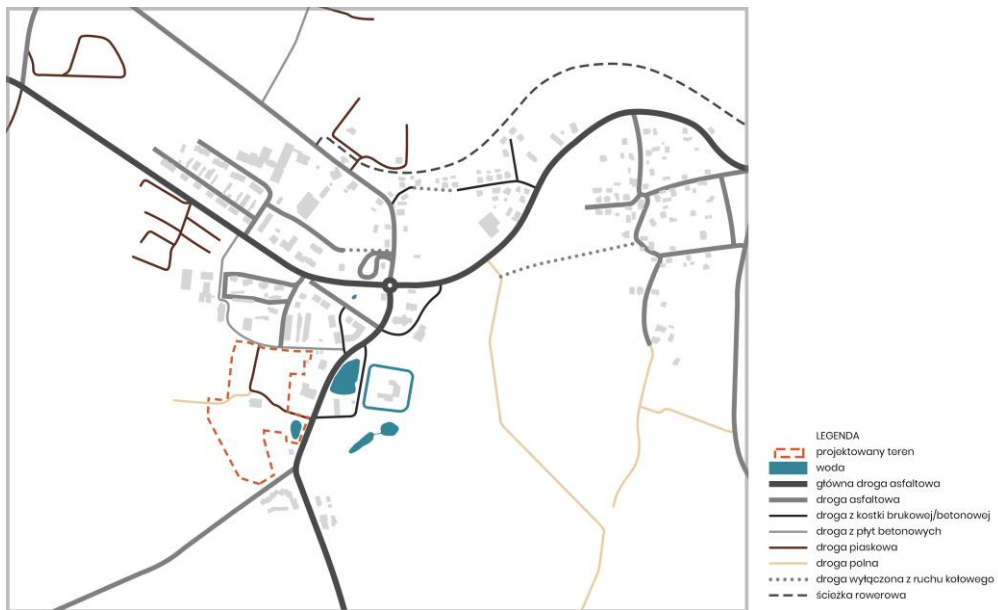 LEGENDA
projektowany teren
woda
główna droga asfaltowa
droga asfaltowa
droga z kostki brukowej/betonowej
droga z płyt betonowych
droga piaskowa
droga polna
droga wyłączona z ruchu kołowego
ścieżka rowerowa